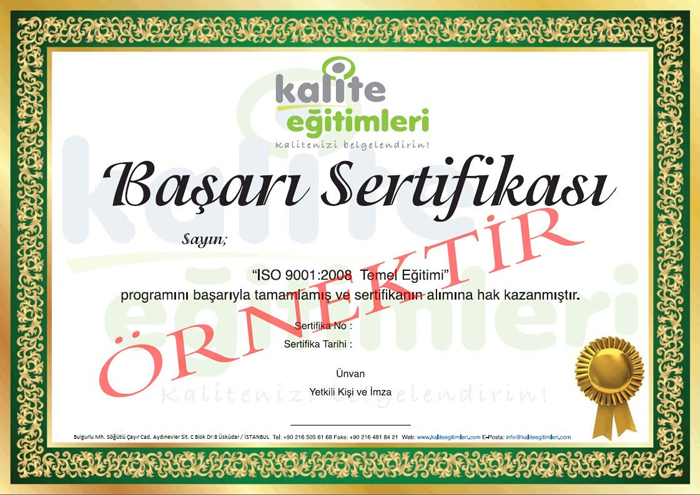 kalite
eğitimleri
Kalitenizi belgelendirin!
Başarı Sertifikası
Sayın;
"ISO 9001:2008 Temel Eğitimi"
programını başarıyla tamamlamış ve sertifikanın alımına hak kazanmıştır.
ÖRNEKTİR
Sertifika No :
Sertifika Tarihi :
Ünvan
Yetkili Kişi ve İmza
kalite
eğitimleri
Kalitenizi belgelendirin!
Bulgurlu Mh. Söğütlü Çayır Cad. Aydınevler Sit. C Blok Dr:8 Üsküdar / İSTANBUL Tel: +90 216 505 61 68 Faks: +90 216 481 84 21 Web: www.kaliteegitimleri.com E-Posta: info@kaliteegitimleri.com